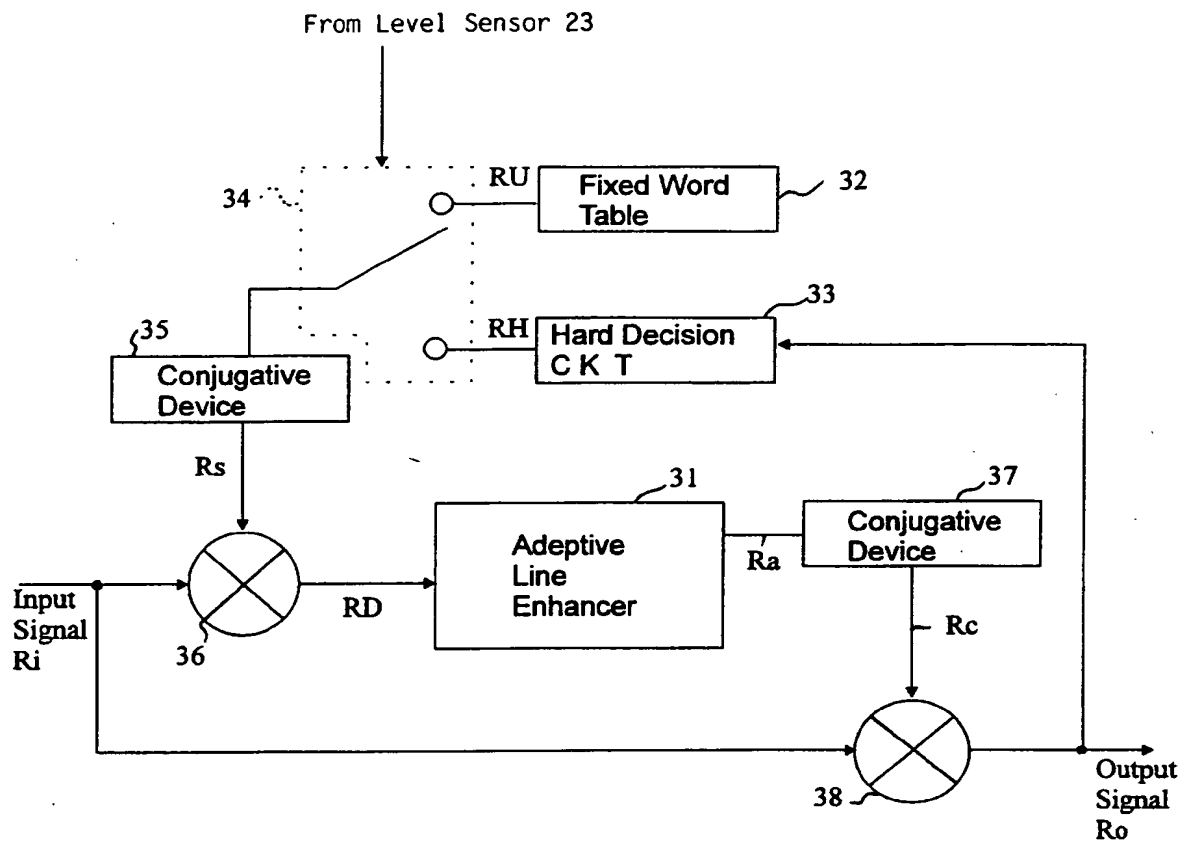 From Level Sensor 23
34
RU
Fixed Word
Table
32
33
RH
Hard Decision
C K T
35
Conjugative
Device
Rs
31
37
Adeptive
Line
Enhancer
Ra
Conjugative
Device
Input
Signal
Ri
36
RD
Rc
38
Output
Signal
Ro